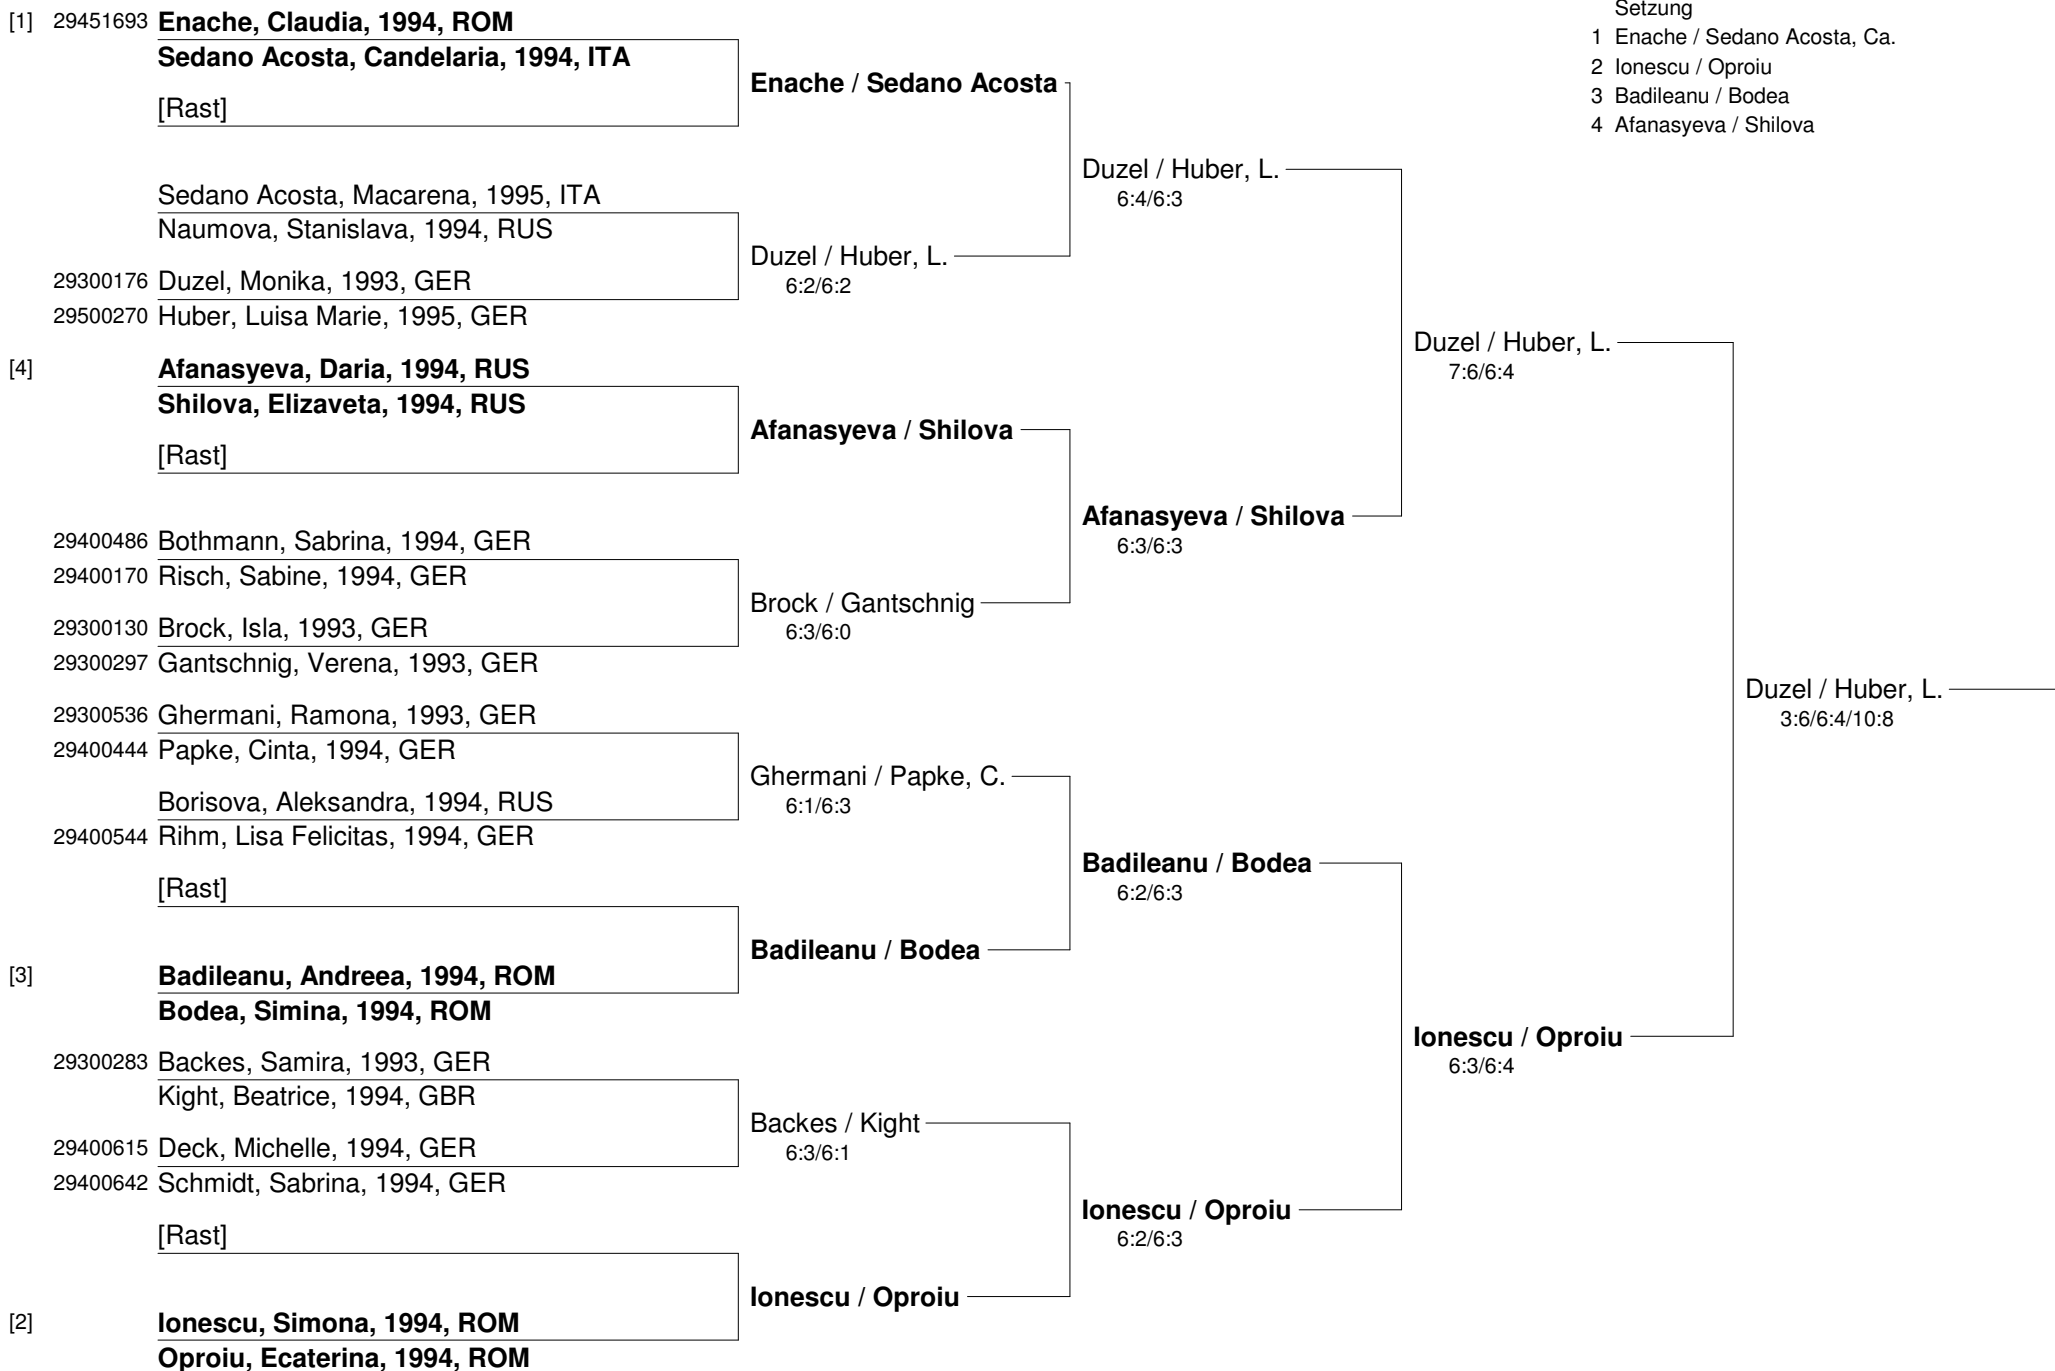 Setzung
1 Enache / Sedano Acosta, Ca.
2 Ionescu / Oproiu
3 Badileanu / Bodea
4 Afanasyeva / Shilova
[1] 29451693 Enache, Claudia, 1994, ROM
Sedano Acosta, Candelaria, 1994, ITA
[Rast]
Sedano Acosta, Macarena, 1995, ITA
Naumova, Stanislava, 1994, RUS
29300176 Duzel, Monika, 1993, GER
29500270 Huber, Luisa Marie, 1995, GER
[4] Afanasyeva, Daria, 1994, RUS
Shilova, Elizaveta, 1994, RUS
[Rast]
29400486 Bothmann, Sabrina, 1994, GER
29400170 Risch, Sabine, 1994, GER
29300130 Brock, Isla, 1993, GER
29300297 Gantschnig, Verena, 1993, GER
29300536 Ghermani, Ramona, 1993, GER
29400444 Papke, Cinta, 1994, GER
Borisova, Aleksandra, 1994, RUS
29400544 Rihm, Lisa Felicitas, 1994, GER
[Rast]
[3] Badileanu, Andreea, 1994, ROM
Bodea, Simina, 1994, ROM
29300283 Backes, Samira, 1993, GER
Kight, Beatrice, 1994, GBR
29400615 Deck, Michelle, 1994, GER
29400642 Schmidt, Sabrina, 1994, GER
[Rast]
[2] Ionescu, Simona, 1994, ROM
Oproiu, Ecaterina, 1994, ROM
Enache / Sedano Acosta
Duzel / Huber, L.
6:2/6:2
Afanasyeva / Shilova
Brock / Gantschnig
6:3/6:0
Ghermani / Papke, C.
6:1/6:3
Badileanu / Bodea
Backes / Kight
6:3/6:1
Ionescu / Oproiu
Duzel / Huber, L.
6:4/6:3
Afanasyeva / Shilova
6:3/6:3
Badileanu / Bodea
6:2/6:3
Ionescu / Oproiu
6:2/6:3
Duzel / Huber, L.
7:6/6:4
Ionescu / Oproiu
6:3/6:4
Duzel / Huber, L.
3:6/6:4/10:8